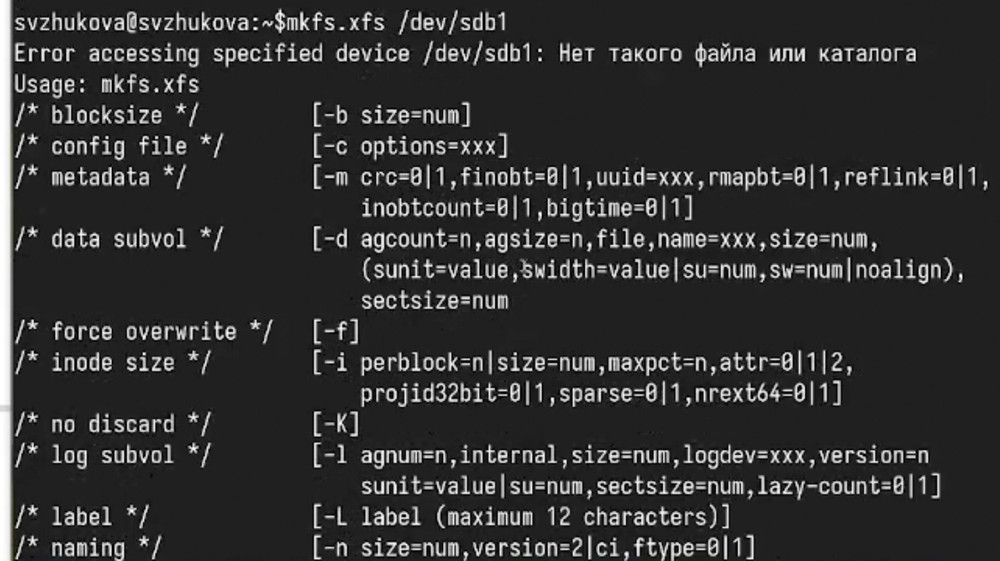 svzhukova@svzhukova:~$mkfs.xfs /dev/sdb1
Error accessing specified device /dev/sdb1: Нет такого файла или каталога
Usage: mkfs.xfs
/* blocksize */ [-b size=num]
/* config file */ [-c options=xxx]
/* metadata */ [-m crc=0|1,finobt=0|1,uuid=xxx,rmapbt=0|1,reflink=0|1,
inobtcount=0|1,bigtime=0|1]
/* data subvol */ [-d agcount=n,agsize=n,file,name=xxx,size=num,
(sunit=value,swidth=value|su=num,sw=num|noalign),
sectsize=num
/* force overwrite */ [-f]
/* inode size */ [-i perblock=n|size=num,maxpct=n,attr=0|1|2,
projid32bit=0|1,sparse=0|1,nrext64=0|1]
/* no discard */ [-K]
/* log subvol */ [-l agnum=n,internal,size=num,logdev=xxx,version=n
sunit=value|su=num,sectsize=num,lazy-count=0|1]
/* label */ [-L label (maximum 12 characters)]
/* naming */ [-n size=num,version=2|ci,ftype=0|1]